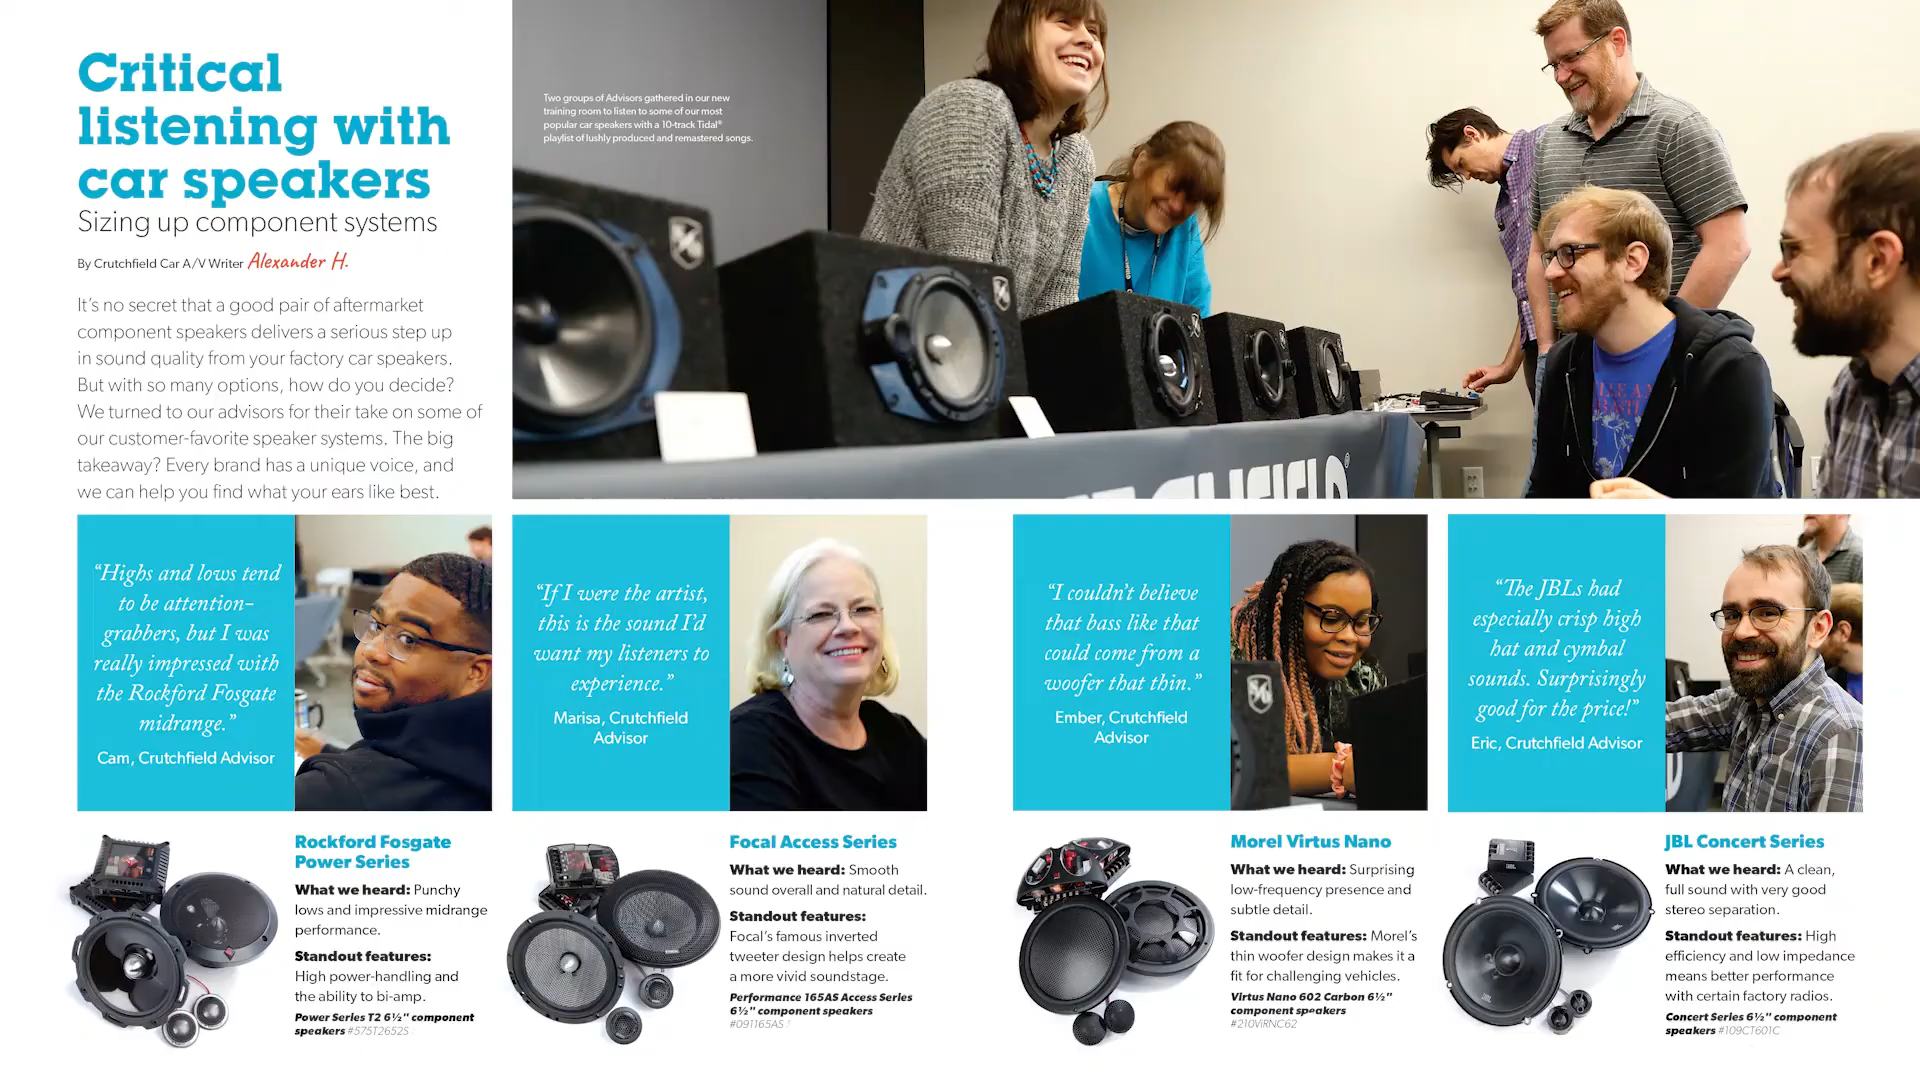 Critical
listening with
car speakers
Sizing up component systems
By Crutchfield Car A/V Writer Alexander H.
It's no secret that a good pair of aftermarket
component speakers delivers a serious step up
in sound quality from your factory car speakers.
But with so many options, how do you decide?
We turned to our advisors for their take on some of
our customer-favorite speaker systems. The big
takeaway? Every brand has a unique voice, and
we can help you find what your ears like best.
Two groups of Advisors gathered in our new
training room to listen to some of our most
popular car speakers with a 10-track Tidal®
playlist of lushly produced and remastered songs.
“Highs and lows tend
to be attention-
grabbers, but I was
really impressed with
the Rockford Fosgate
midrange.”
Cam, Crutchfield Advisor
“If I were the artist,
this is the sound I’d
want my listeners to
experience.”
Marisa, Crutchfield
Advisor
“I couldn’t believe
that bass like that
could come from a
woofer that thin.”
Ember, Crutchfield
Advisor
“The JBLs had
especially crisp high
hat and cymbal
sounds. Surprisingly
good for the price!”
Eric, Crutchfield Advisor
Rockford Fosgate
Power Series
What we heard: Punchy
lows and impressive midrange
performance.
Standout features:
High power-handling and
the ability to bi-amp.
Power Series T2 6½" component
speakers #575T2652S
Focal Access Series
What we heard: Smooth
sound overall and natural detail.
Standout features:
Focal’s famous inverted
tweeter design helps create
a more vivid soundstage.
Performance 165AS Access Series
6½" component speakers
#091165AS
Morel Virtus Nano
What we heard: Surprising
low-frequency presence and
subtle detail.
Standout features: Morel’s
thin woofer design makes it a
fit for challenging vehicles.
Virtus Nano 602 Carbon 6½"
component speakers
#210VIRNC62
JBL Concert Series
What we heard: A clean,
full sound with very good
stereo separation.
Standout features: High
efficiency and low impedance
means better performance
with certain factory radios.
Concert Series 6½" component
speakers #109CT601C